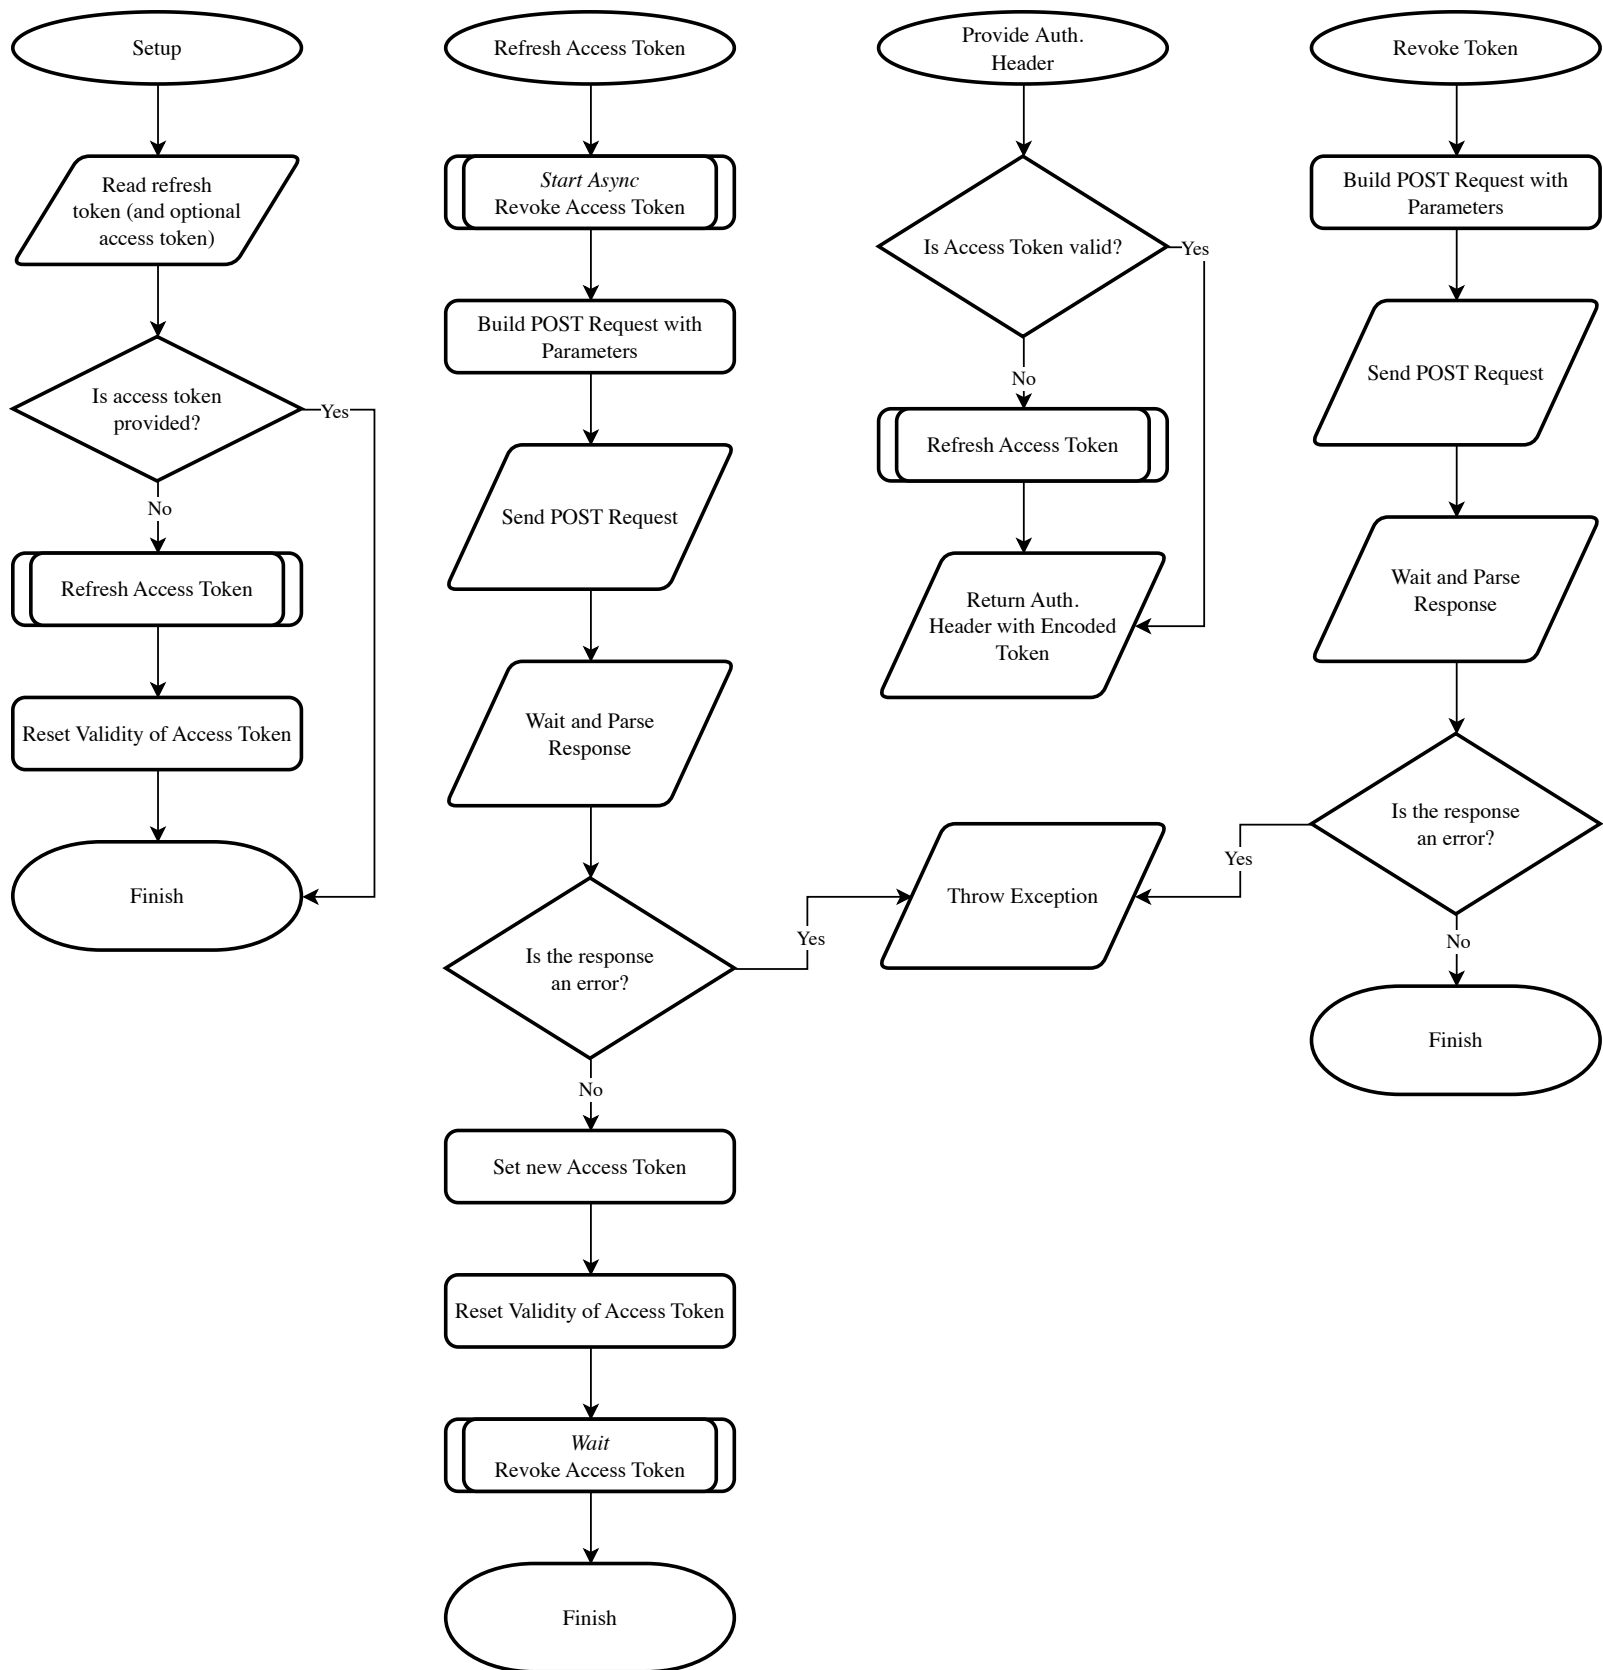 Setup
Read refresh
token (and optional
access token)
Is access token
provided?
Yes
No
Refresh Access Token
Reset Validity of Access Token
Finish
Refresh Access Token
Start Async
Revoke Access Token
Build POST Request with
Parameters
Send POST Request
Wait and Parse
Response
Is the response
an error?
Yes
No
Set new Access Token
Reset Validity of Access Token
Wait
Revoke Access Token
Finish
Provide Auth.
Header
Is Access Token valid?
Yes
No
Refresh Access Token
Return Auth.
Header with Encoded
Token
Throw Exception
Revoke Token
Build POST Request with
Parameters
Send POST Request
Wait and Parse
Response
Is the response
an error?
Yes
No
Finish